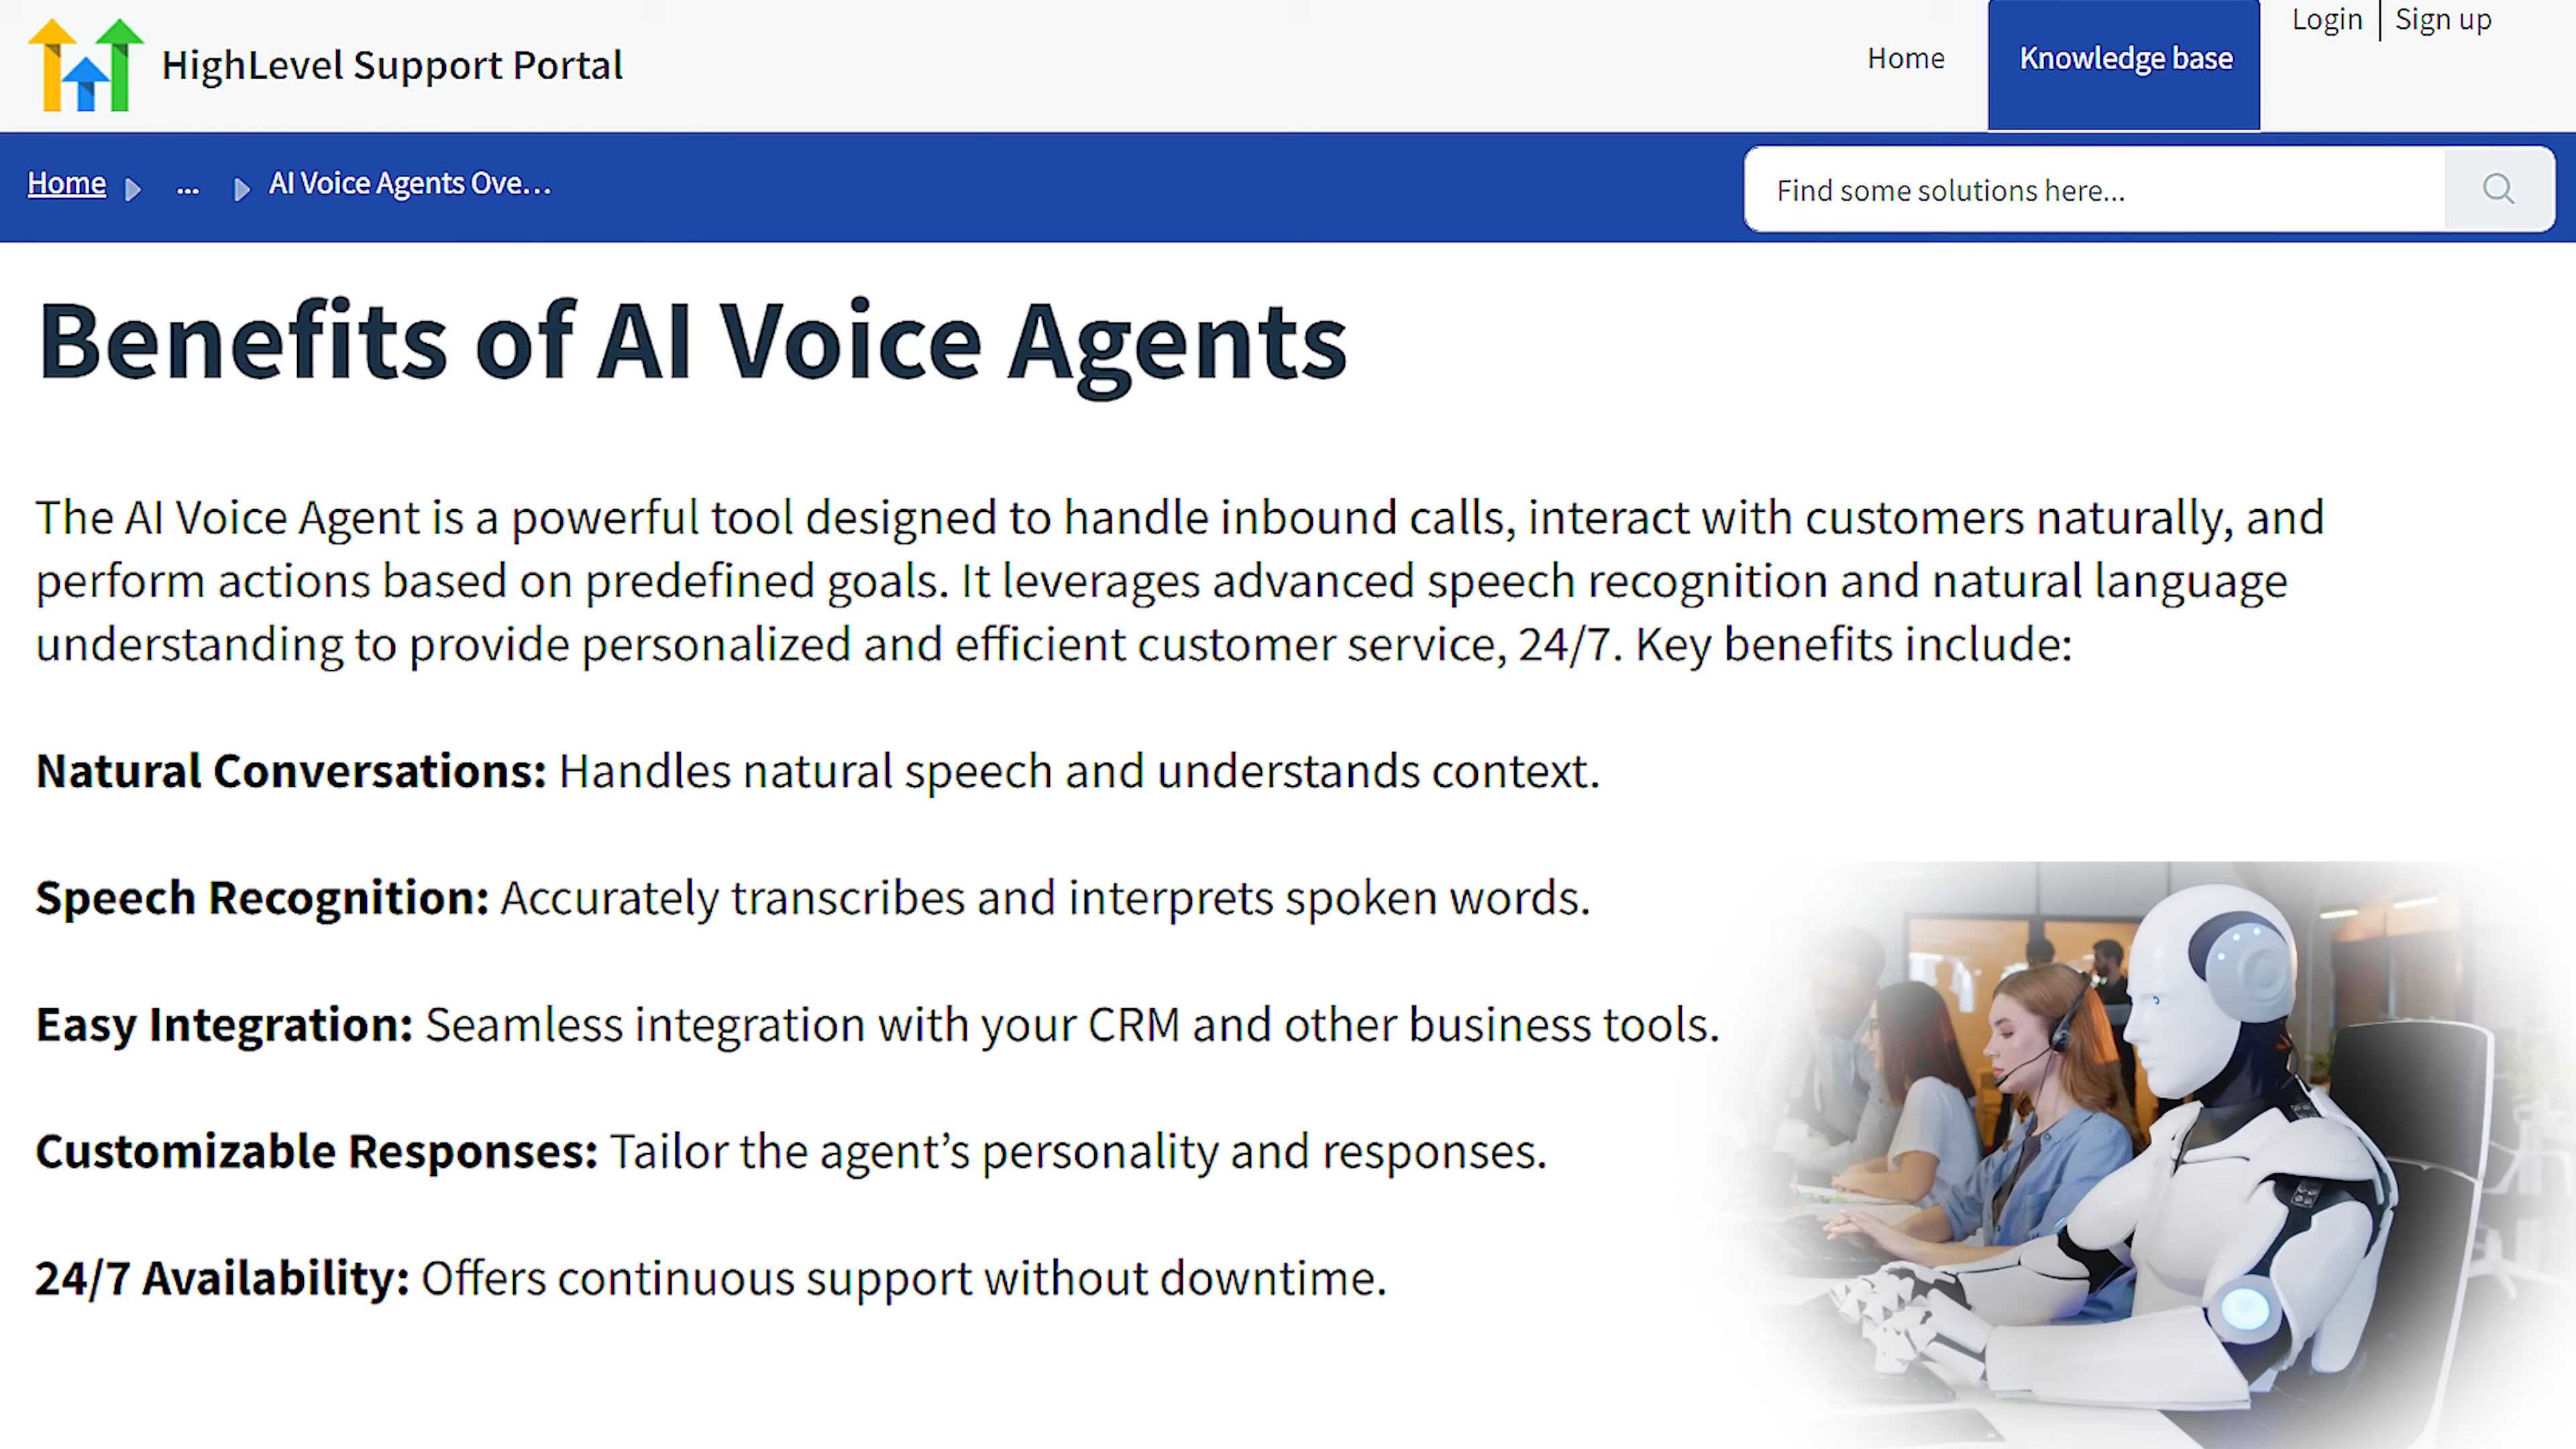 HighLevel Support Portal
Home
Knowledge base
Login
Sign up
Home
...
AI Voice Agents Ove...
Find some solutions here...
Benefits of AI Voice Agents
The AI Voice Agent is a powerful tool designed to handle inbound calls, interact with customers naturally, and
perform actions based on predefined goals. It leverages advanced speech recognition and natural language
understanding to provide personalized and efficient customer service, 24/7. Key benefits include:
Natural Conversations: Handles natural speech and understands context.
Speech Recognition: Accurately transcribes and interprets spoken words.
Easy Integration: Seamless integration with your CRM and other business tools.
Customizable Responses: Tailor the agent’s personality and responses.
24/7 Availability: Offers continuous support without downtime.